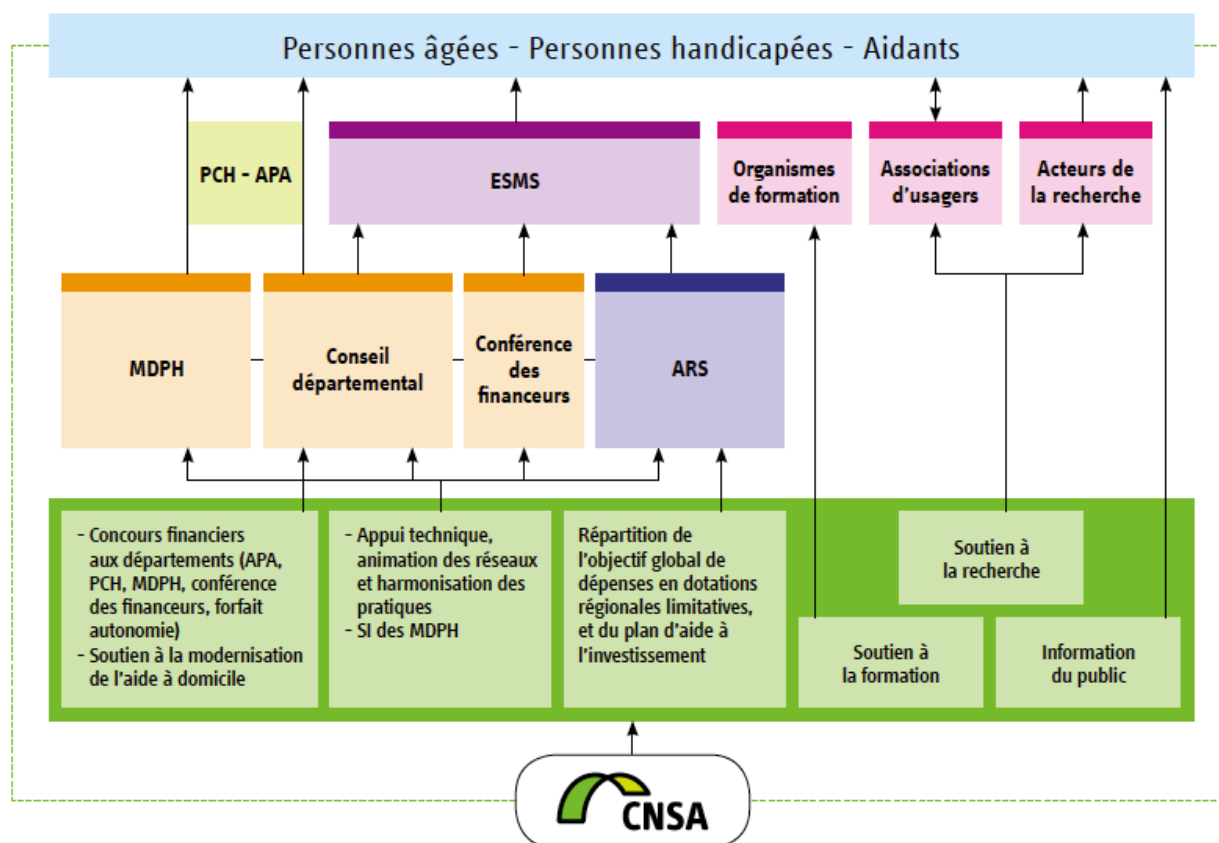 Personnes âgées - Personnes handicapées - Aidants
PCH - APA
ESMS
Organismes
de formation
Associations
d'usagers
Acteurs de
la recherche
MDPH
Conseil
départemental
Conférence
des
financeurs
ARS
- Concours financiers
aux départements (APA,
PCH, MDPH, conférence
des financeurs, forfait
autonomie)
- Soutien à la modernisation
de l'aide à domicile
- Appui technique,
animation des réseaux
et harmonisation des
pratiques
- SI des MDPH
Répartition de
l'objectif global de
dépenses en dotations
régionales limitatives,
et du plan d'aide à
l'investissement
Soutien à
la recherche
Soutien à
la formation
Information
du public
CNSA